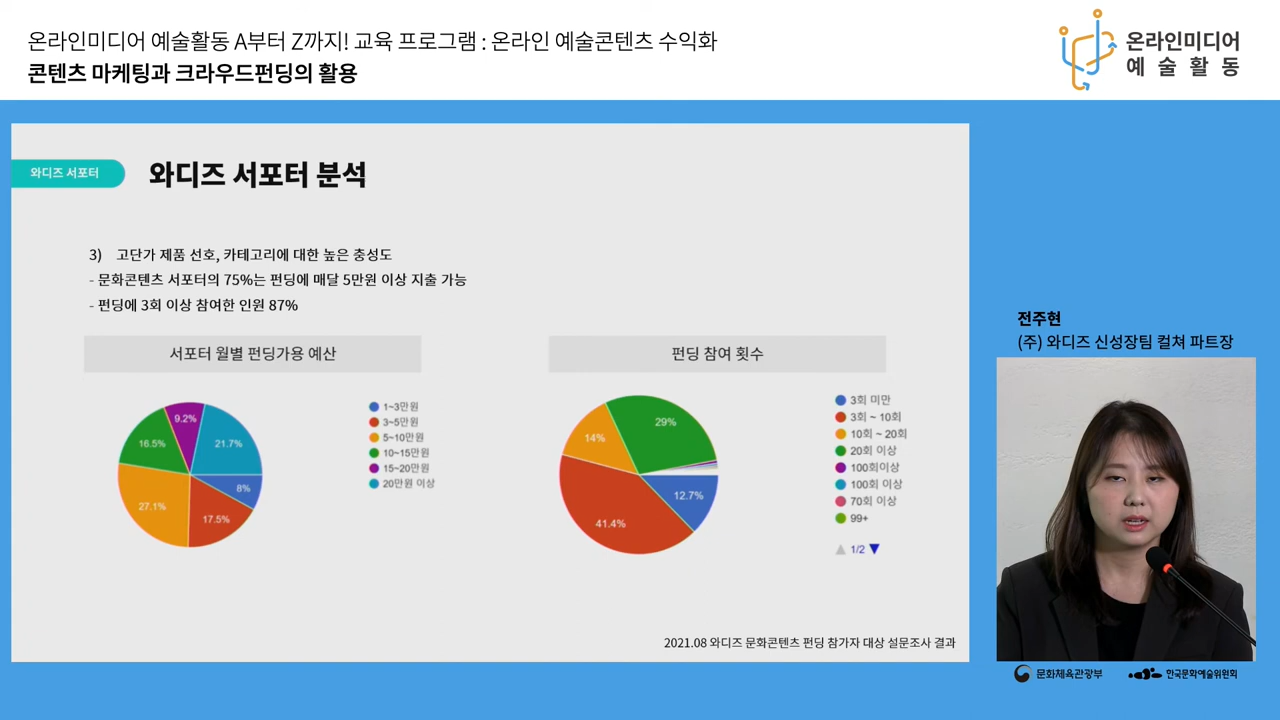 온라인미디어 예술활동 A부터 Z까지! 교육 프로그램 : 온라인 예술콘텐츠 수익화
콘텐츠 마케팅과 크라우드펀딩의 활용
온라인미디어
예술활동
와디즈 서포터
와디즈 서포터 분석
3) 고단가 제품 선호, 카테고리에 대한 높은 충성도
- 문화콘텐츠 서포터의 75%는 펀딩에 매달 5만원 이상 지출 가능
- 펀딩에 3회 이상 참여한 인원 87%
서포터 월별 펀딩가용 예산
9.2%
21.7%
16.5%
8%
27.1%
17.5%
1~3만원
3~5만원
5~10만원
10~15만원
15~20만원
20만원 이상
펀딩 참여 횟수
29%
14%
12.7%
41.4%
3회 미만
3회 ~ 10회
10회 ~ 20회
20회 이상
100회이상
100회 이상
70회 이상
99+
1/2
2021.08 와디즈 문화콘텐츠 펀딩 참가자 대상 설문조사 결과
전주현
(주) 와디즈 신성장팀 컬쳐 파트장
문화체육관광부
한국문화예술위원회